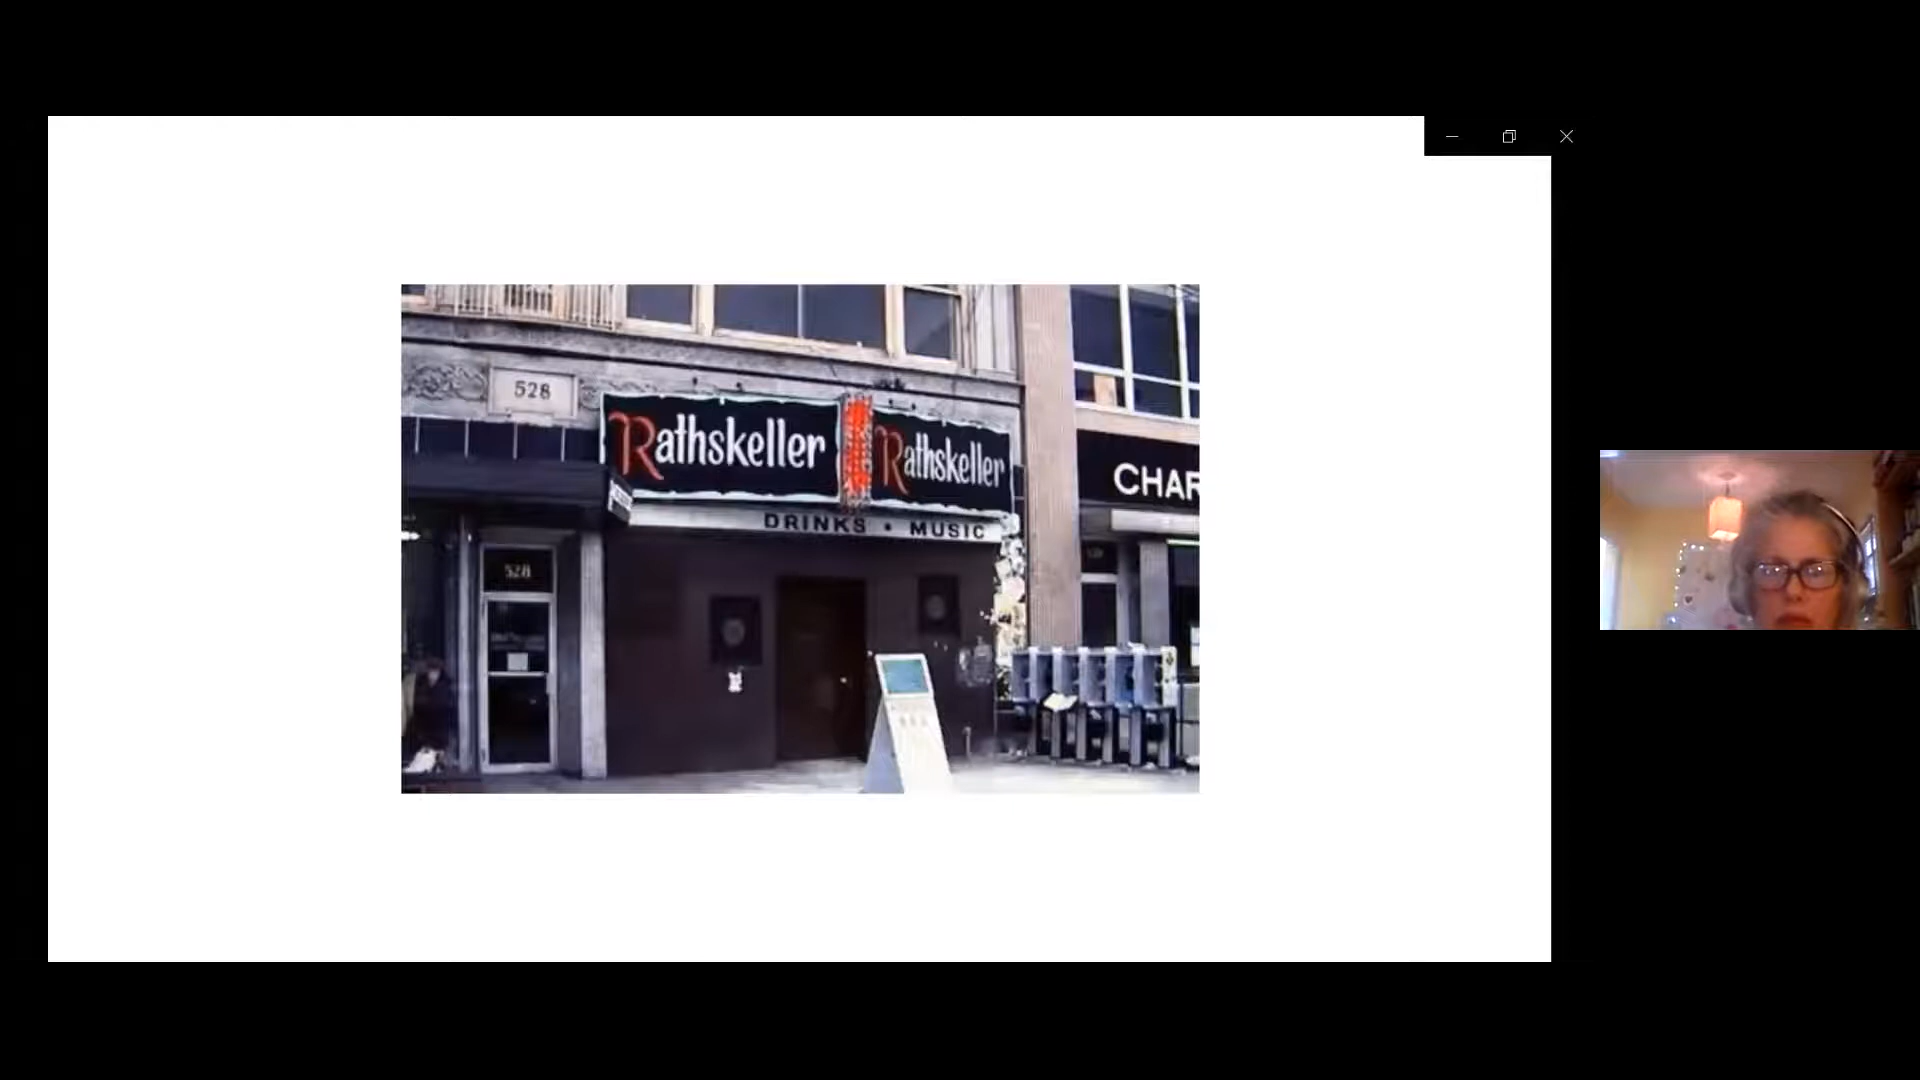 528
Rathskeller
Rathskeller
DRINKS • MUSIC
CHAR
528